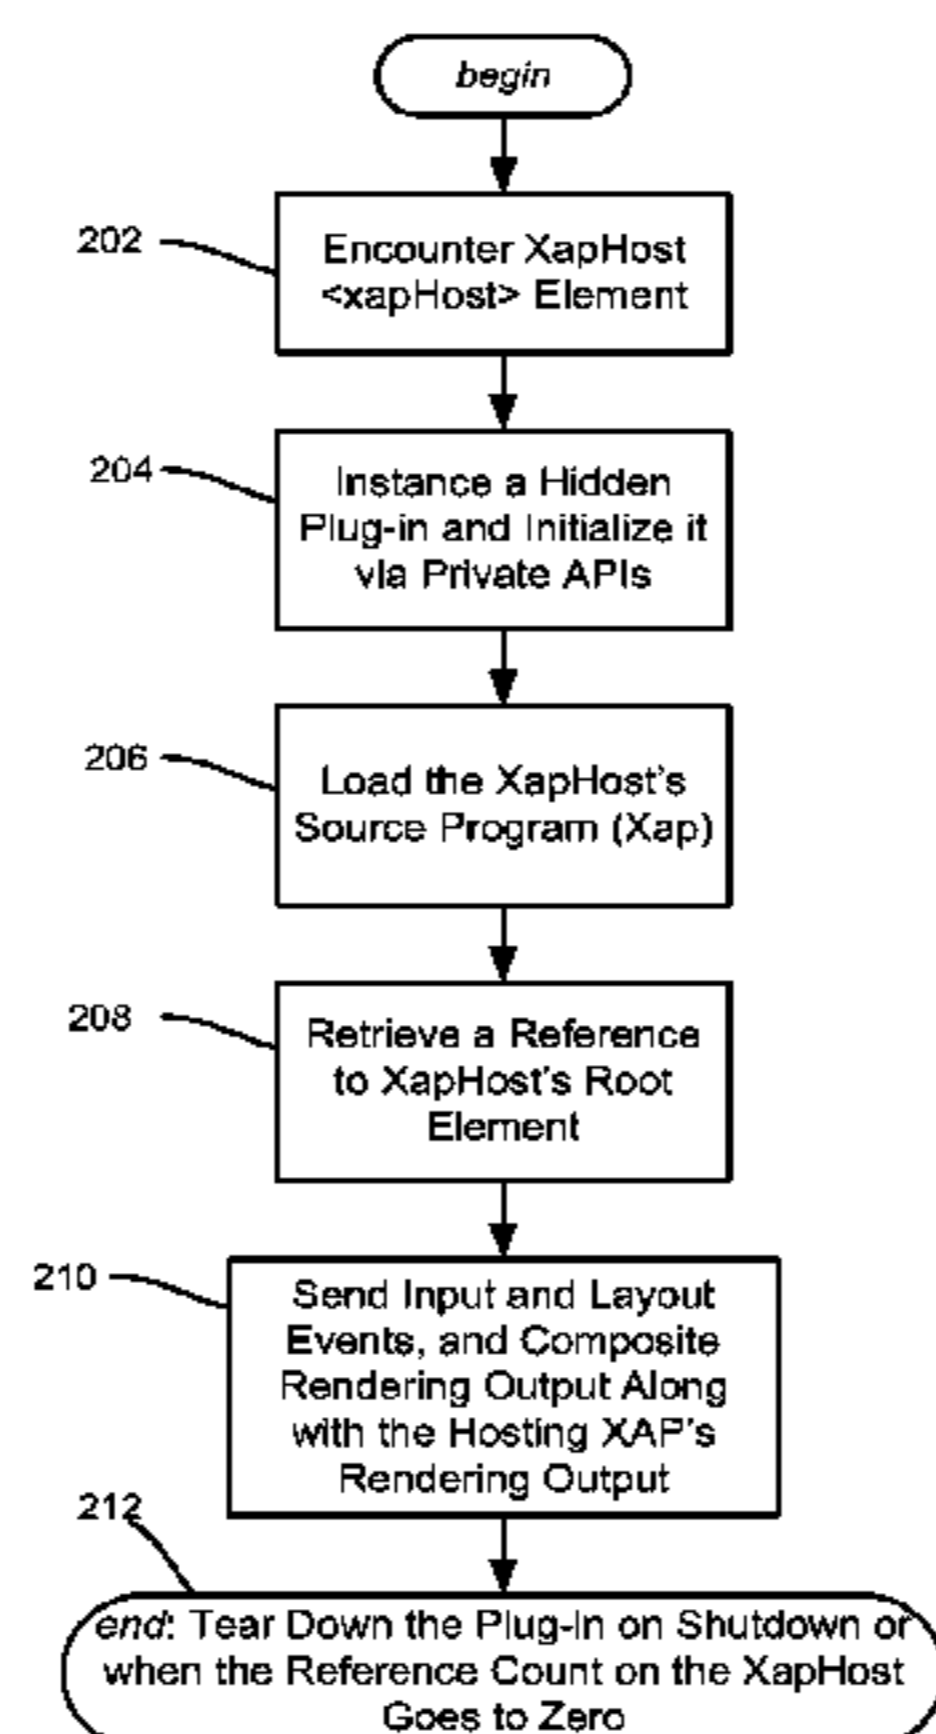 begin
202
Encounter XapHost
<xapHost> Element
204
Instance a Hidden
Plug-in and Initialize it
via Private APIs
206
Load the XapHost's
Source Program (Xap)
208
Retrieve a Reference
to XapHost's Root
Element
210
Send Input and Layout
Events, and Composite
Rendering Output Along
with the Hosting XAP's
Rendering Output
212
end: Tear Down the Plug-In on Shutdown or
when the Reference Count on the XapHost
Goes to Zero